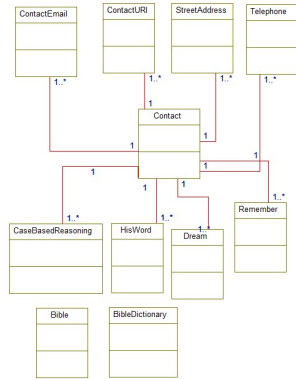 ContactEmail
ContactURI
StreetAddress
Telephone
1..*
1..*
1..*
1..*
1
Contact
1
1
1
1
1
1
1
1
1..*
1..*
1..*
1..*
CaseBasedReasoning
HisWord
Dream
Remember
Bible
BibleDictionary